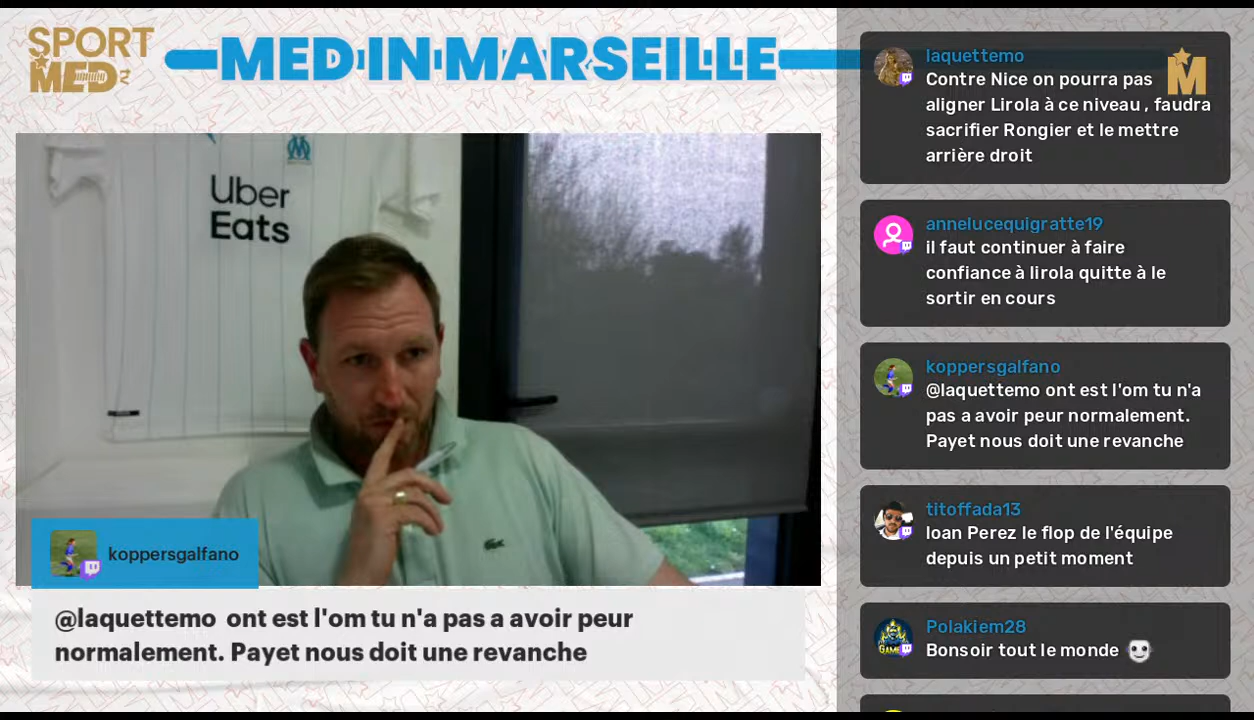 SPORT
MED
MED IN MARSEILLE
M
Uber
Eats
laquettemo
Contre Nice on pourra pas
aligner Lirola à ce niveau , faudra
sacrifier Rongier et le mettre
arrière droit
annelucequigratte19
il faut continuer à faire
confiance à lirola quitte à le
sortir en cours
koppersgalfano
@laquettemo ont est l'om tu n'a
pas a avoir peur normalement.
Payet nous doit une revanche
titoffada13
Ioan Perez le flop de l'équipe
depuis un petit moment
Polakiem28
Bonsoir tout le monde
koppersgalfano
@laquettemo ont est l'om tu n'a pas a avoir peur
normalement. Payet nous doit une revanche